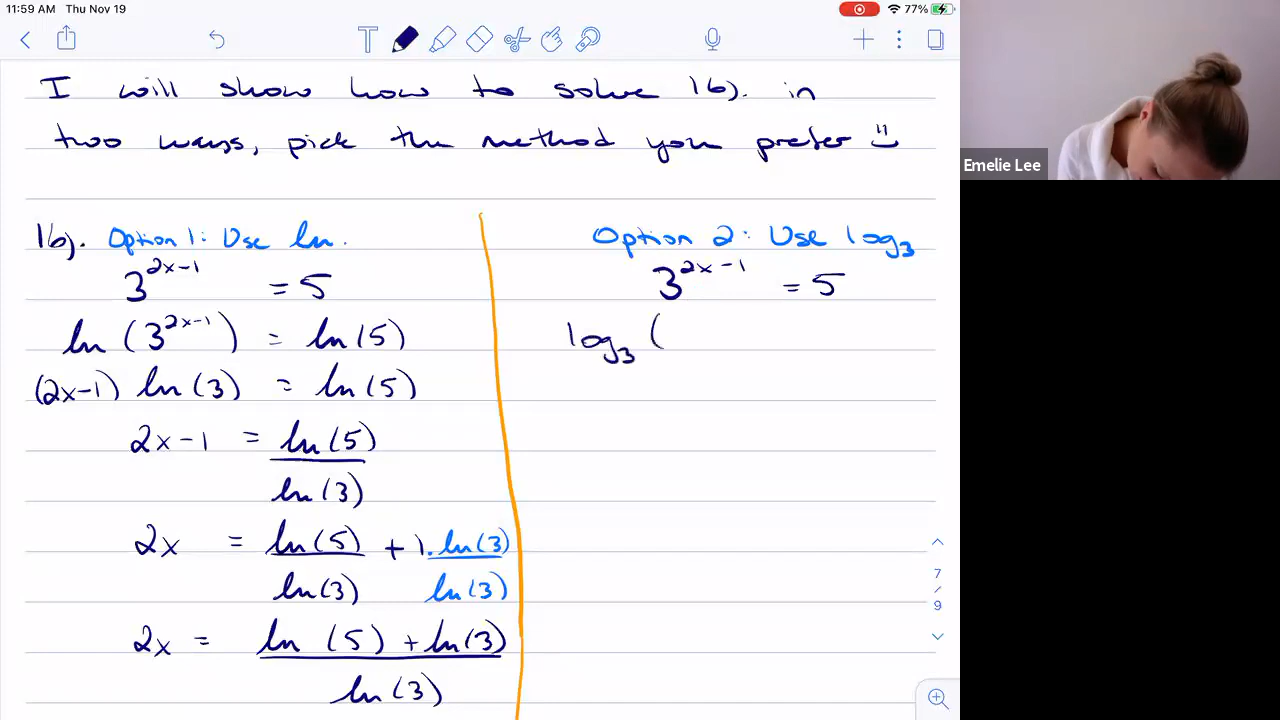 11:59 AM Thu Nov 19
77%
I will show how to solve 16). in
two ways, pick the method you prefer
Emelie Lee
16). Option 1: Use ln.
3^{2x-1} = 5
ln (3^{2x-1}) = ln (5)
(2x-1) ln (3) = ln (5)
2x-1 = ln (5)
ln (3)
2x = ln (5) + 1. ln (3)
ln (3) ln (3)
2x = ln (5) + ln (3)
ln (3)
Option 2: Use log₃
3^{2x-1} = 5
log₃ (
7
/
9